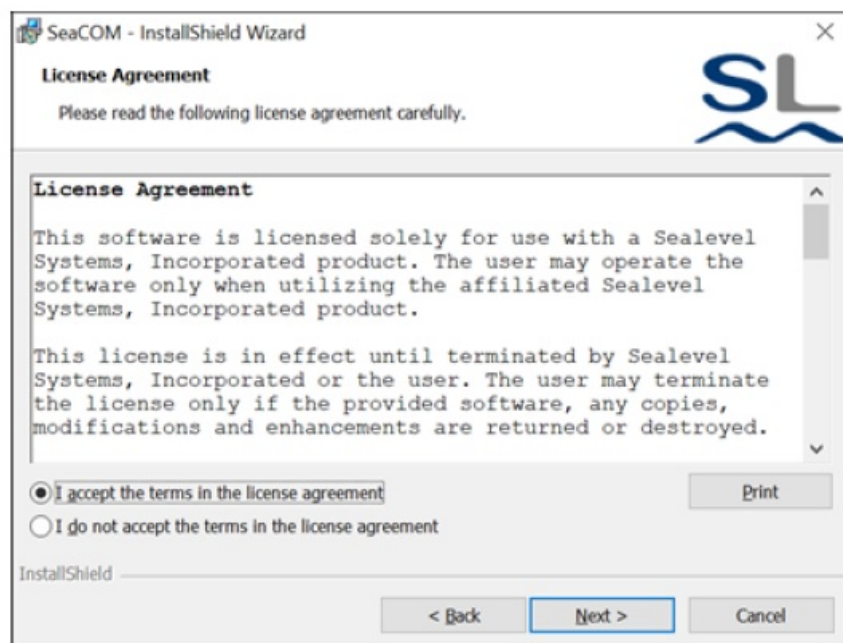 SeaCOM - InstallShield Wizard
License Agreement
Please read the following license agreement carefully.
SL
License Agreement
This software is licensed solely for use with a Sealevel
Systems, Incorporated product. The user may operate the
software only when utilizing the affiliated Sealevel
Systems, Incorporated product.
This license is in effect until terminated by Sealevel
Systems, Incorporated or the user. The user may terminate
the license only if the provided software, any copies,
modifications and enhancements are returned or destroyed.
I accept the terms in the license agreement
Print
I do not accept the terms in the license agreement
InstallShield
< Back
Next >
Cancel